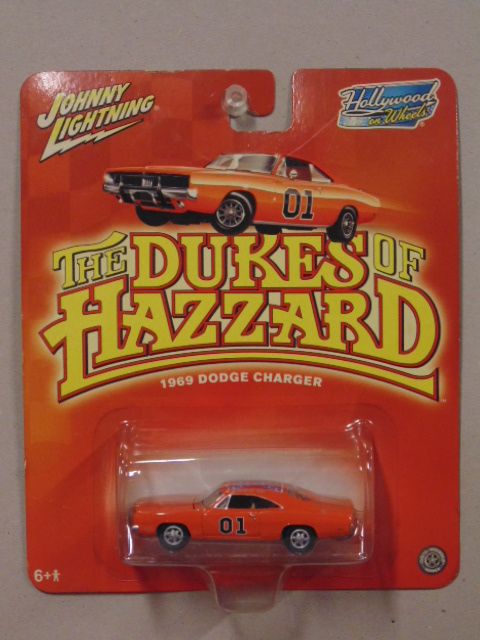 JOHNNY
LIGHTNING
Hollywood
on Wheels
01
THE DUKES OF
HAZZARD
1969 DODGE CHARGER
01
6+